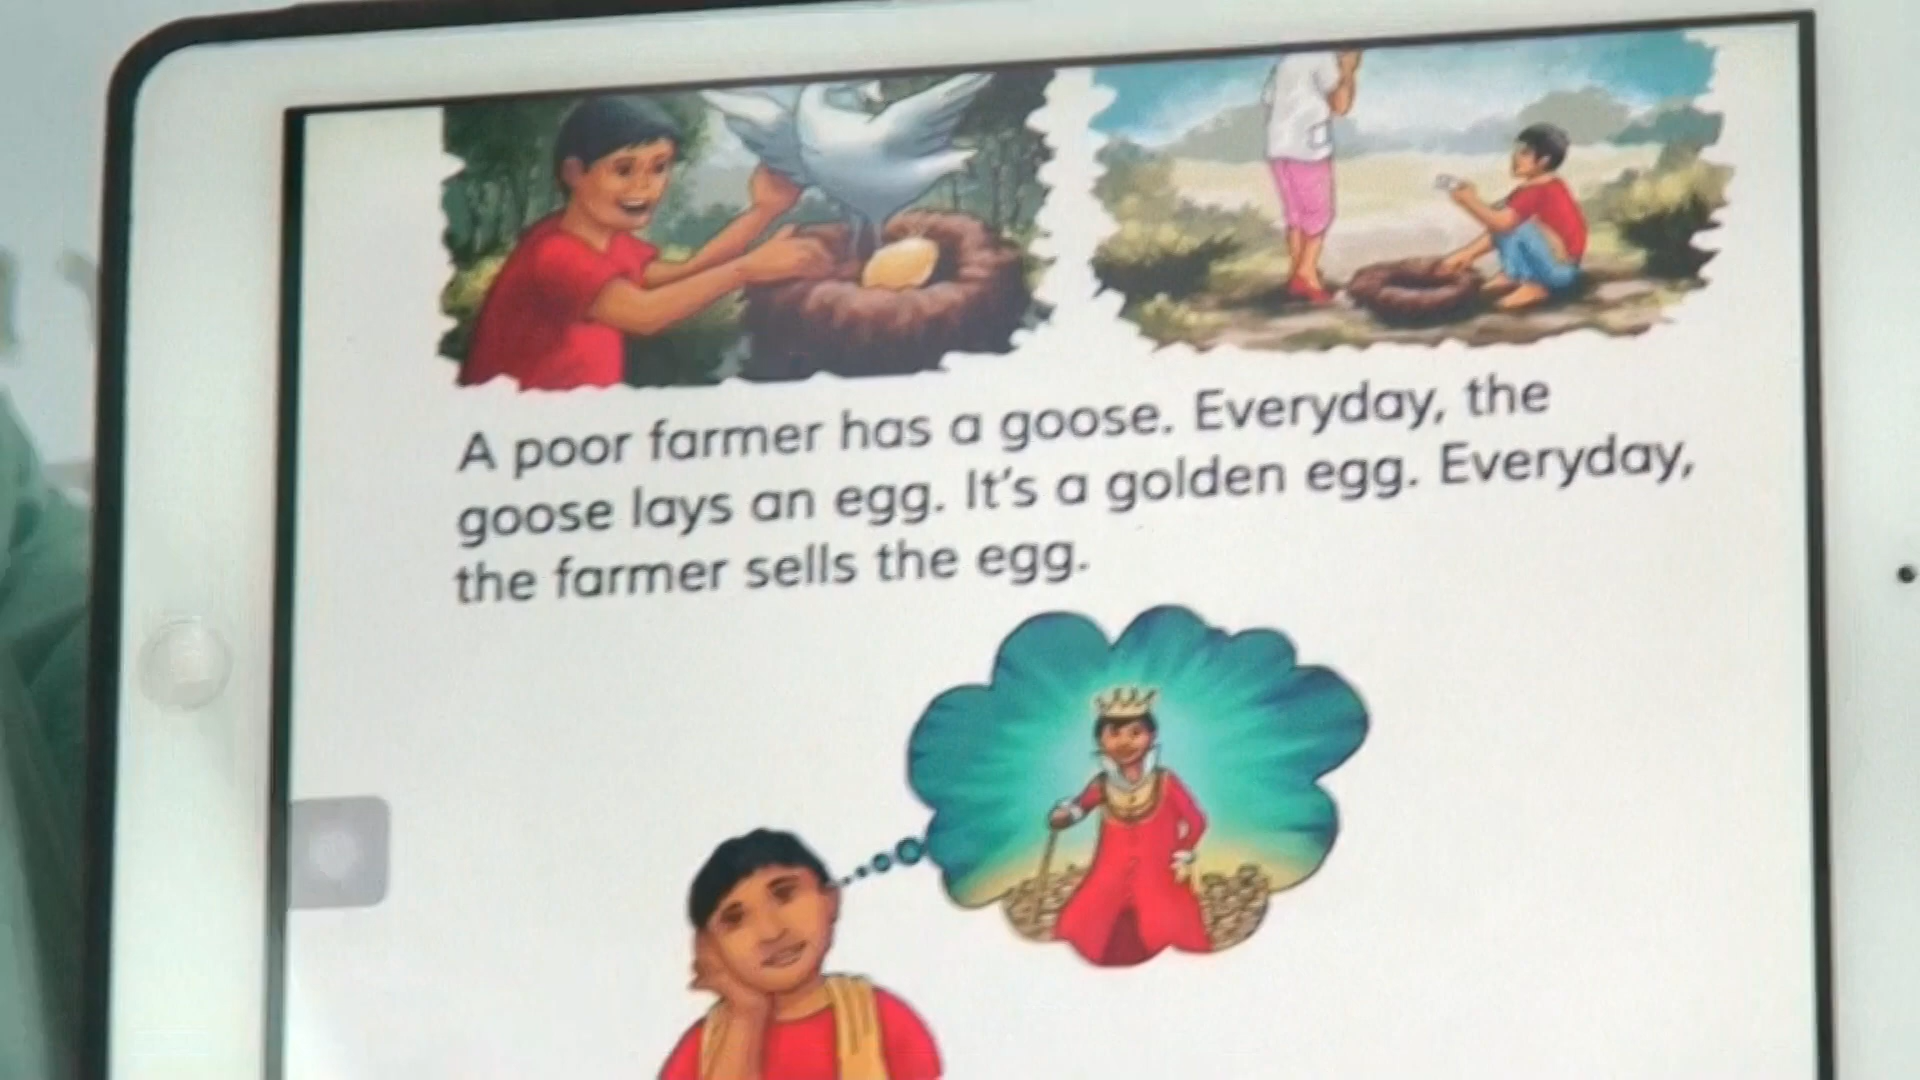 A poor farmer has a goose. Everyday, the
goose lays an egg. It's a golden egg. Everyday,
the farmer sells the egg.